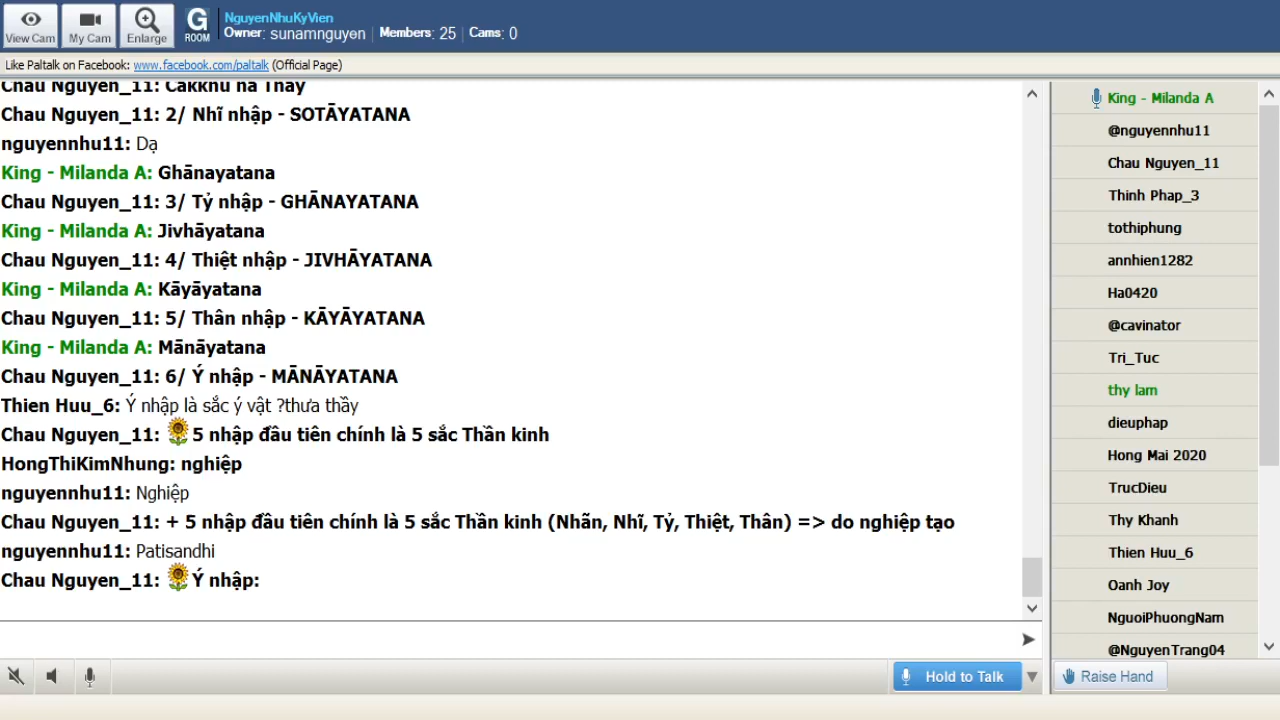 View Cam
My Cam
Enlarge
G
ROOM
NguyenNhuKyVien
Owner: sunamnguyen | Members: 25 | Cams: 0
Like Paltalk on Facebook: www.facebook.com/paltalk (Official Page)
Chau Nguyen_11: Cakkhu hả Thầy
Chau Nguyen_11: 2/ Nhĩ nhập - SOTĀYATANA
nguyennhu11: Dạ
King - Milanda A: Ghānayatana
Chau Nguyen_11: 3/ Tỷ nhập - GHĀNAYATANA
King - Milanda A: Jivhāyatana
Chau Nguyen_11: 4/ Thiệt nhập - JIVHĀYATANA
King - Milanda A: Kāyāyatana
Chau Nguyen_11: 5/ Thân nhập - KĀYĀYATANA
King - Milanda A: Mānāyatana
Chau Nguyen_11: 6/ Ý nhập - MĀNĀYATANA
Thien Huu_6: Ý nhập là sắc ý vật ?thưa thầy
Chau Nguyen_11: 5 nhập đầu tiên chính là 5 sắc Thần kinh
HongThiKimNhung: nghiệp
nguyennhu11: Nghiệp
Chau Nguyen_11: + 5 nhập đầu tiên chính là 5 sắc Thần kinh (Nhãn, Nhĩ, Tỷ, Thiệt, Thân) => do nghiệp tạo
nguyennhu11: Patisandhi
Chau Nguyen_11: Ý nhập:
King - Milanda A
@nguyennhu11
Chau Nguyen_11
Thinh Phap_3
tothiphung
annhien1282
Ha0420
@cavinator
Tri_Tuc
thy lam
dieuphap
Hong Mai 2020
TrucDieu
Thy Khanh
Thien Huu_6
Oanh Joy
NguoiPhuongNam
@NguyenTrang04
Hold to Talk
Raise Hand